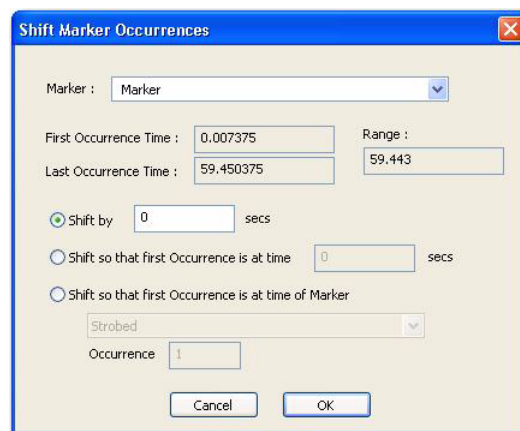 Shift Marker Occurrences
Marker : Marker
First Occurrence Time : 0.007375 Range :
Last Occurrence Time : 59.450375 59.443
Shift by 0 secs
Shift so that first Occurrence is at time 0 secs
Shift so that first Occurrence is at time of Marker
Strobed
Occurrence 1
Cancel OK